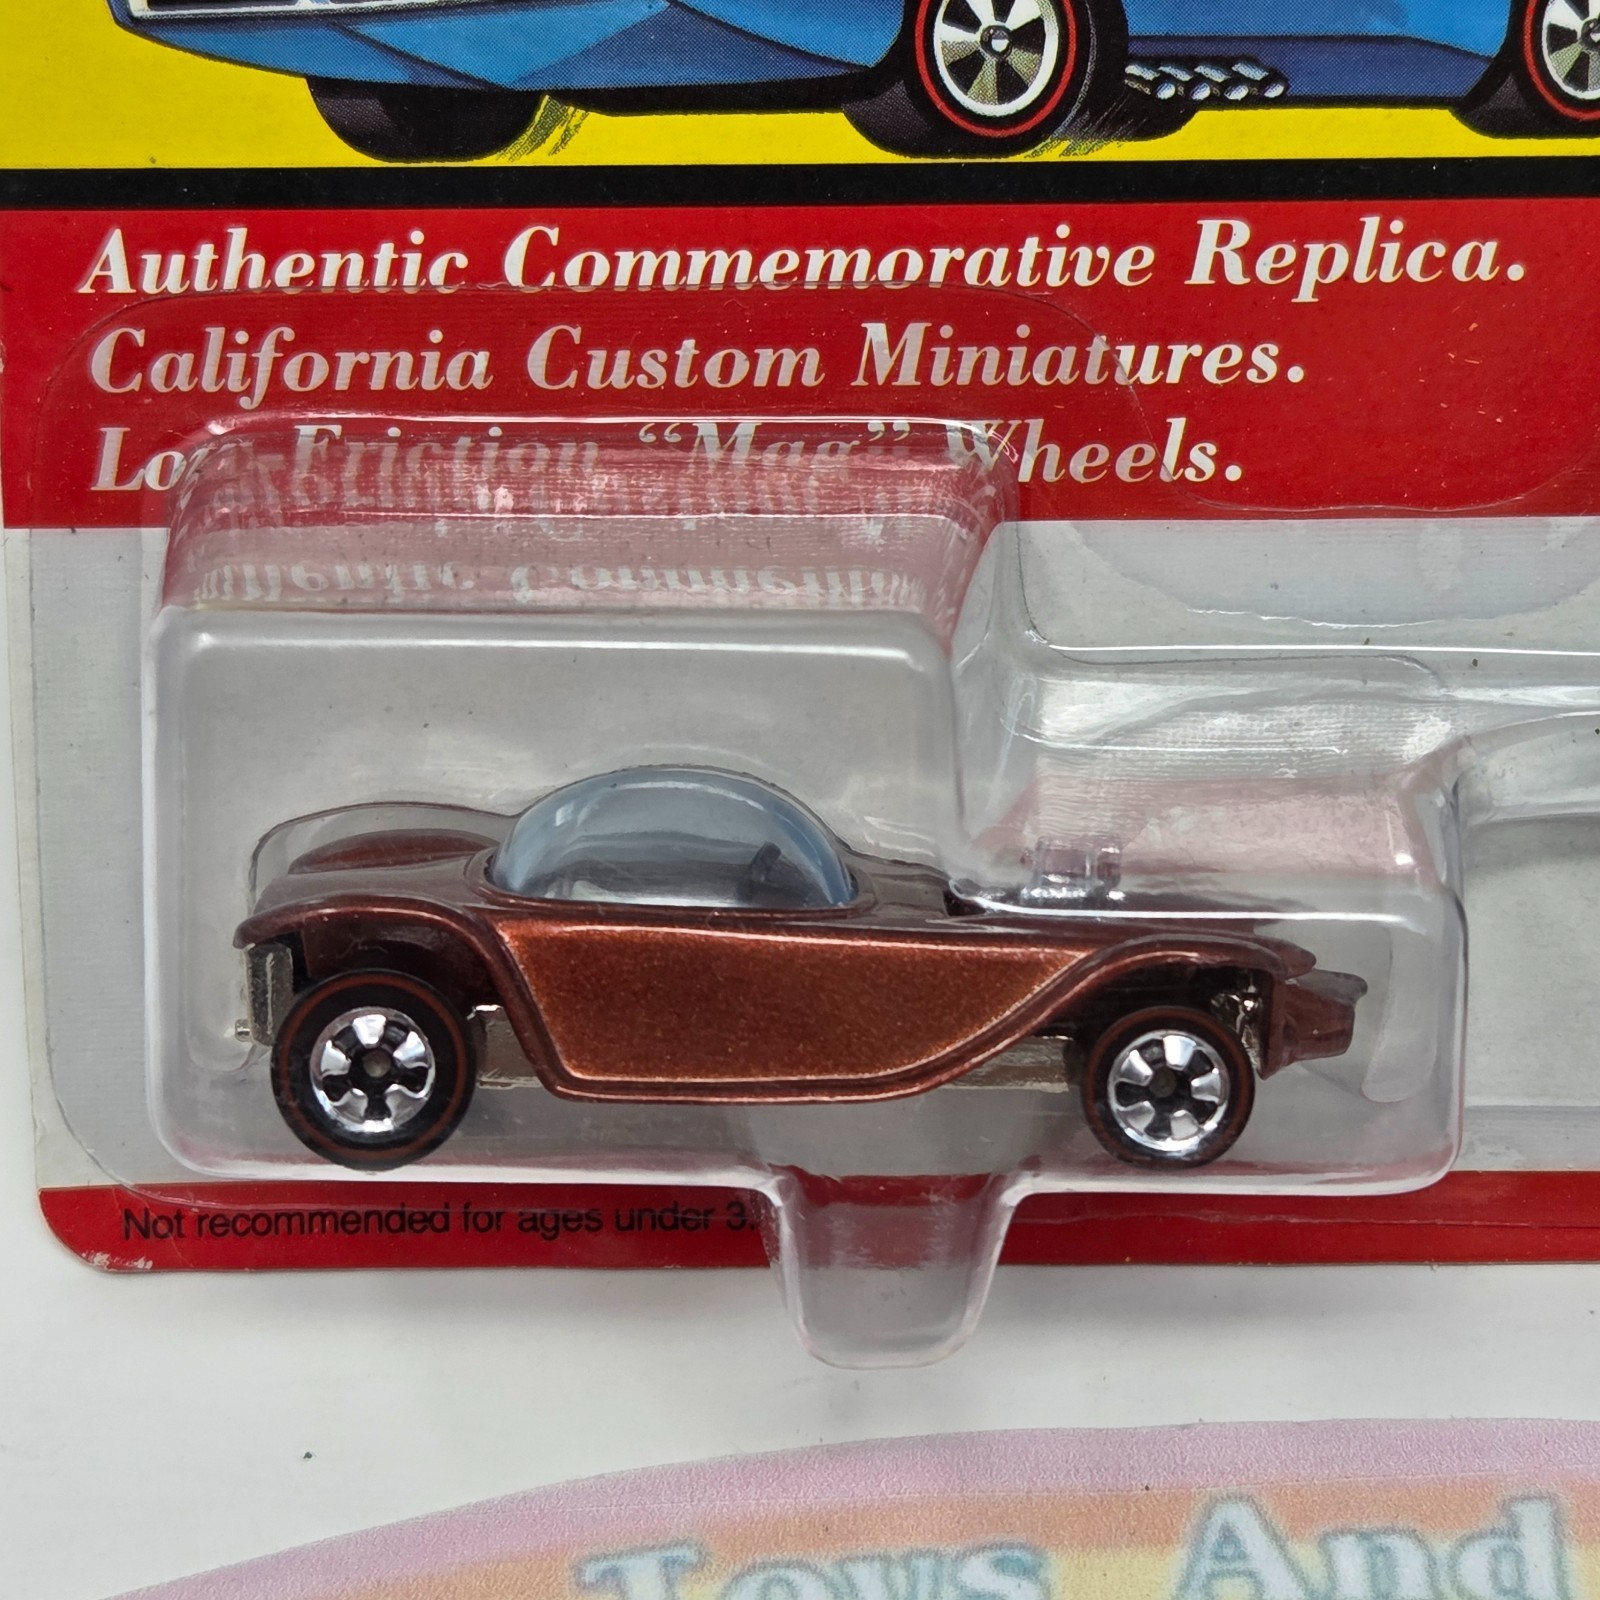 Authentic Commemorative Replica.
California Custom Miniatures.
Low-Friction "Mag" Wheels.
Not recommended for ages under 3.
Toys And